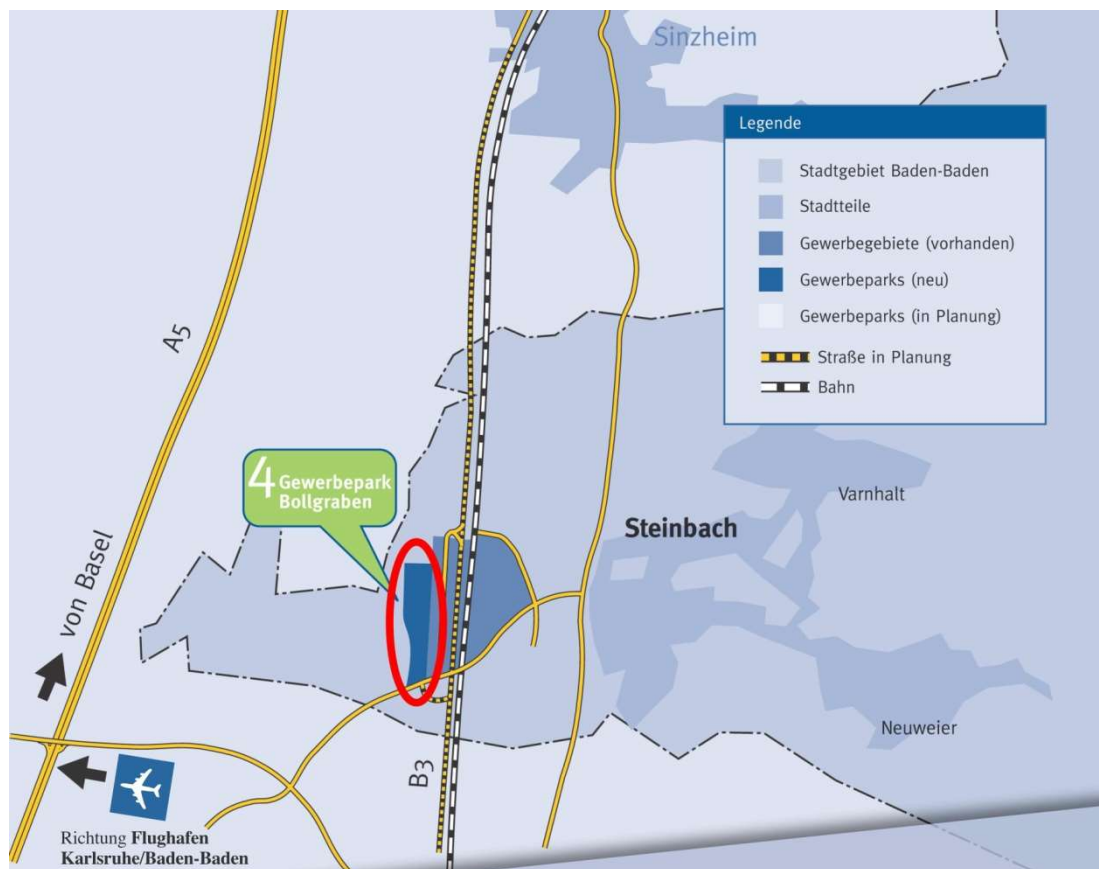 Sinzheim
Legende
Stadtgebiet Baden-Baden
Stadtteile
Gewerbegebiete (vorhanden)
Gewerbeparks (neu)
Gewerbeparks (in Planung)
Straße in Planung
Bahn
A5
4 Gewerbepark
Bollgraben
Varnhalt
Steinbach
von Basel
Neuweier
B3
Richtung Flughafen
Karlsruhe/Baden-Baden